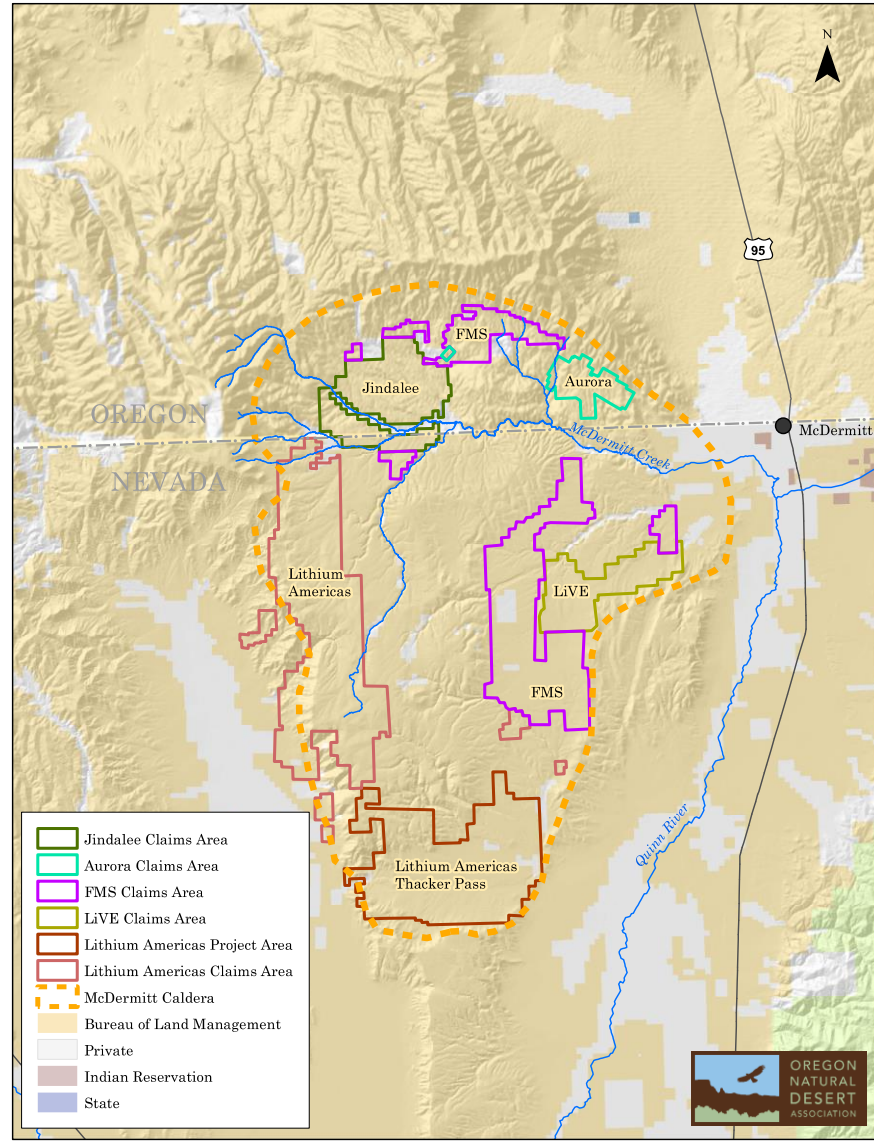 N
95
FMS
Jindalee
Aurora
OREGON
McDermitt
McDermitt Creek
NEVADA
Lithium
Americas
LiVE
FMS
Quinn River
Lithium Americas
Thacker Pass
Jindalee Claims Area
Aurora Claims Area
FMS Claims Area
LiVE Claims Area
Lithium Americas Project Area
Lithium Americas Claims Area
McDermitt Caldera
Bureau of Land Management
Private
Indian Reservation
State
OREGON
NATURAL
DESERT
ASSOCIATION